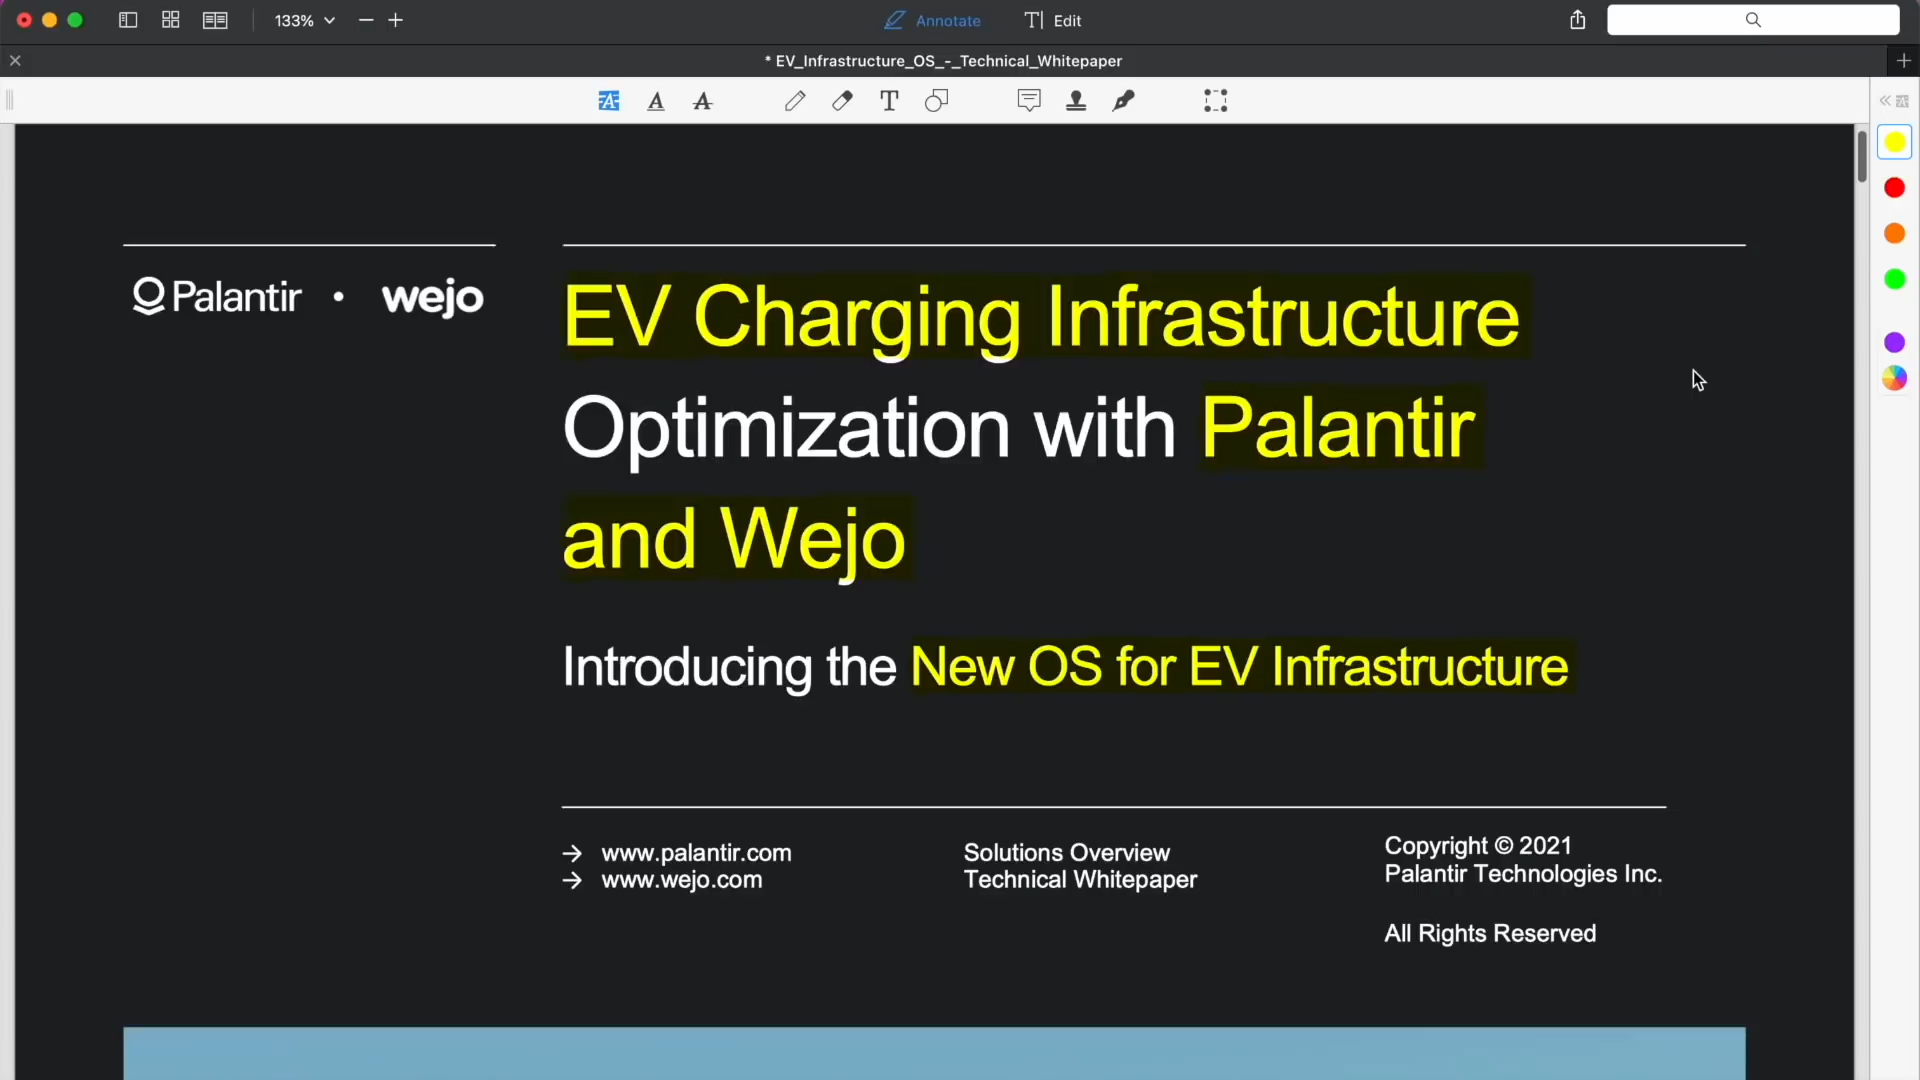 133%
Annotate
Edit
* EV_Infrastructure_OS_-_Technical_Whitepaper
Palantir • wejo
EV Charging Infrastructure
Optimization with Palantir
and Wejo
Introducing the New OS for EV Infrastructure
→ www.palantir.com
→ www.wejo.com
Solutions Overview
Technical Whitepaper
Copyright © 2021
Palantir Technologies Inc.
All Rights Reserved